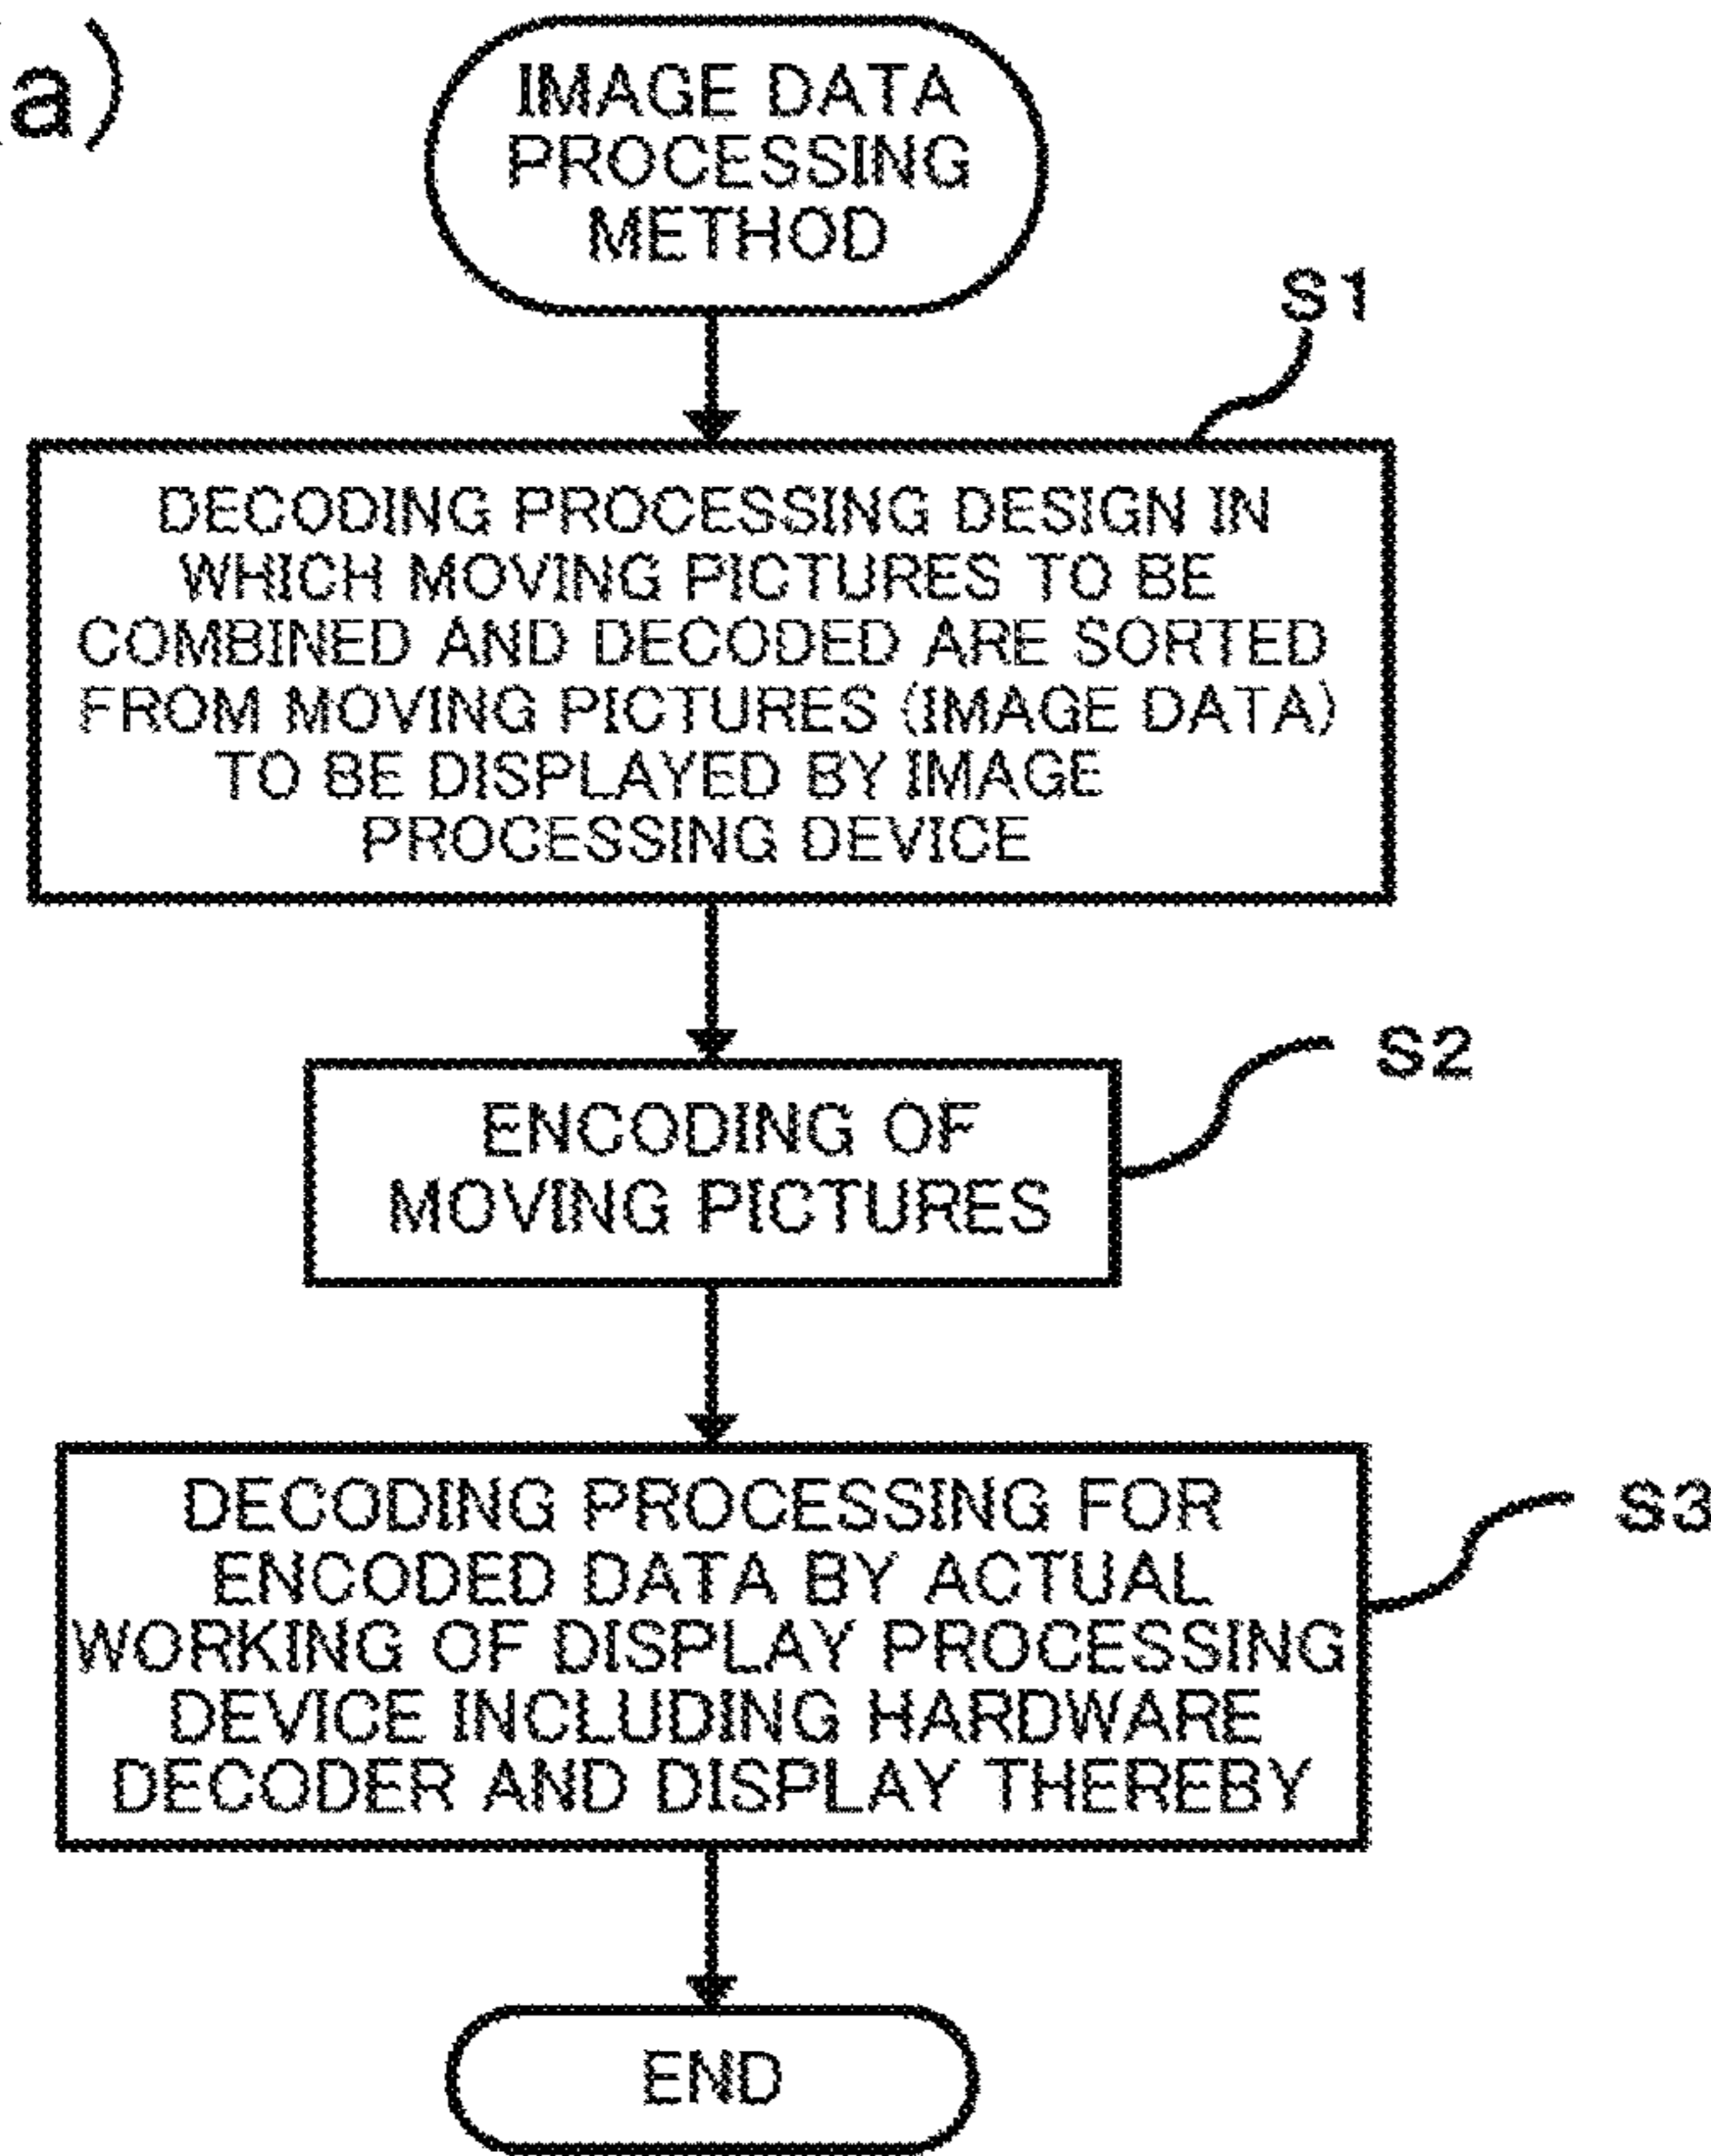 a)
IMAGE DATA
PROCESSING
METHOD
S1
DECODING PROCESSING DESIGN IN
WHICH MOVING PICTURES TO BE
COMBINED AND DECODED ARE SORTED
FROM MOVING PICTURES (IMAGE DATA)
TO BE DISPLAYED BY IMAGE
PROCESSING DEVICE
S2
ENCODING OF
MOVING PICTURES
S3
DECODING PROCESSING FOR
ENCODED DATA BY ACTUAL
WORKING OF DISPLAY PROCESSING
DEVICE INCLUDING HARDWARE
DECODER AND DISPLAY THEREBY
END